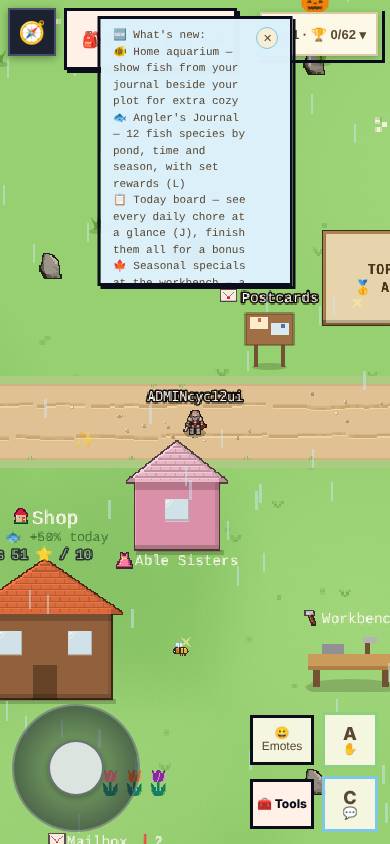 🆕 What's new:
🐠 Home aquarium —
show fish from your
journal beside your
plot for extra cozy
🐟 Angler's Journal
— 12 fish species by
pond, time and
season, with set
rewards (L)
📋 Today board — see
every daily chore at
a glance (J), finish
them all for a bonus
🍁 Seasonal specials
at the workbench — a
✕
1 · 🏆 0/62 ▾
TOP
🥇 A
Postcards
ADMINcycl2ui
Shop
🐟 +50% today
s 51 ⭐ / 10
Able Sisters
Workbenc
😀
Emotes
A
✋
🧰 Tools
C
💬
Mailbox ❗?